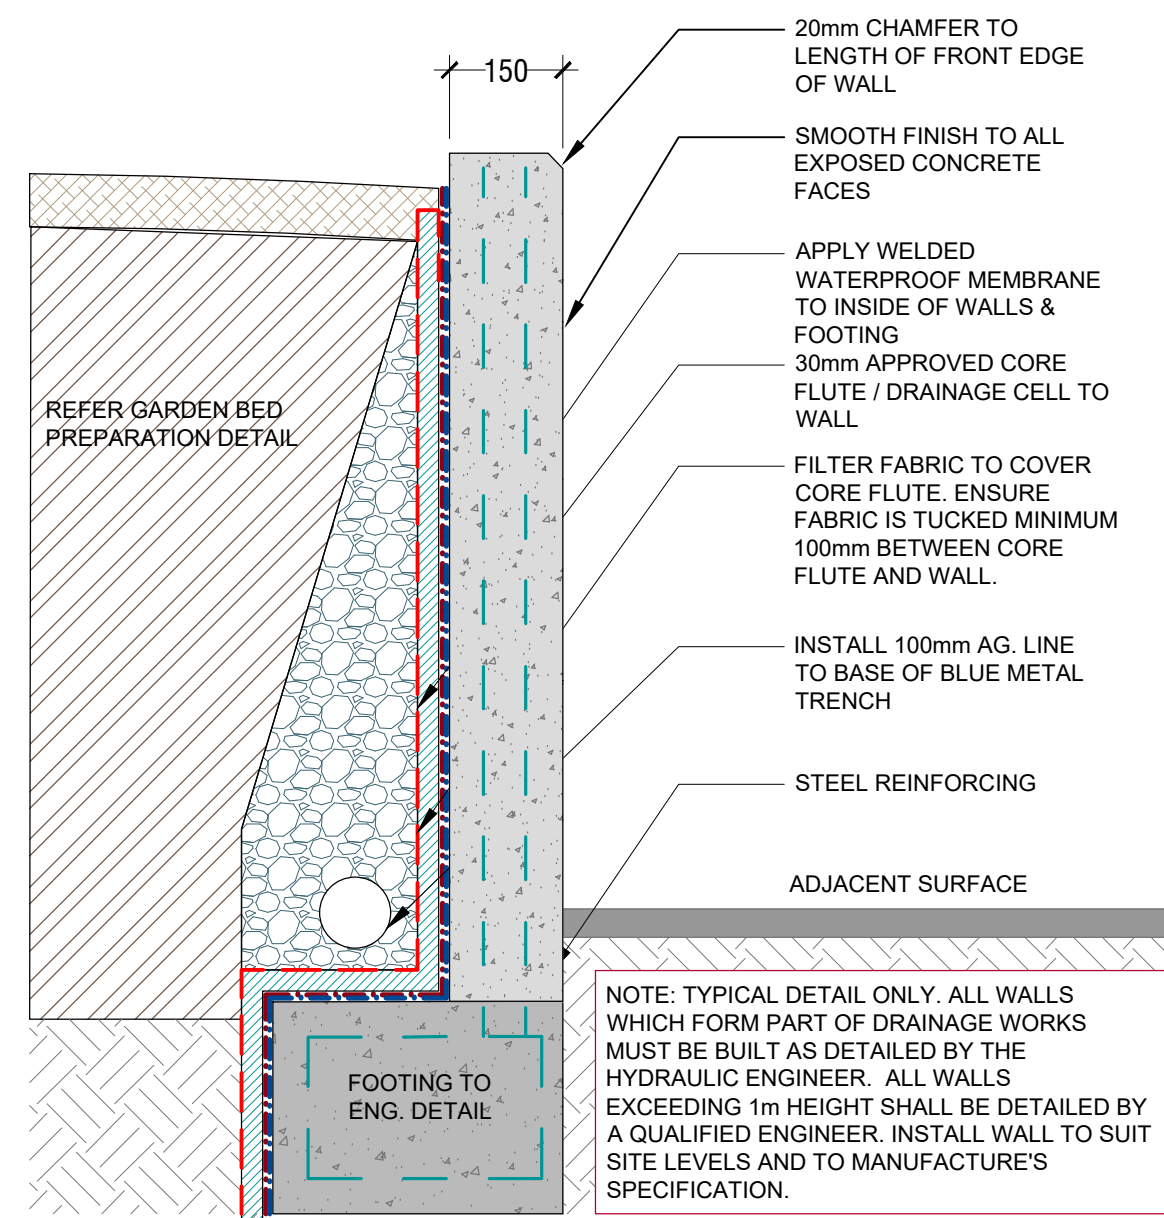 150
20mm CHAMFER TO
LENGTH OF FRONT EDGE
OF WALL
SMOOTH FINISH TO ALL
EXPOSED CONCRETE
FACES
APPLY WELDED
WATERPROOF MEMBRANE
TO INSIDE OF WALLS &
FOOTING
30mm APPROVED CORE
FLUTE / DRAINAGE CELL TO
WALL
REFER GARDEN BED
PREPARATION DETAIL
FILTER FABRIC TO COVER
CORE FLUTE. ENSURE
FABRIC IS TUCKED MINIMUM
100mm BETWEEN CORE
FLUTE AND WALL.
INSTALL 100mm AG. LINE
TO BASE OF BLUE METAL
TRENCH
STEEL REINFORCING
ADJACENT SURFACE
NOTE: TYPICAL DETAIL ONLY. ALL WALLS
WHICH FORM PART OF DRAINAGE WORKS
MUST BE BUILT AS DETAILED BY THE
HYDRAULIC ENGINEER. ALL WALLS
EXCEEDING 1m HEIGHT SHALL BE DETAILED BY
A QUALIFIED ENGINEER. INSTALL WALL TO SUIT
SITE LEVELS AND TO MANUFACTURE'S
SPECIFICATION.
FOOTING TO
ENG. DETAIL